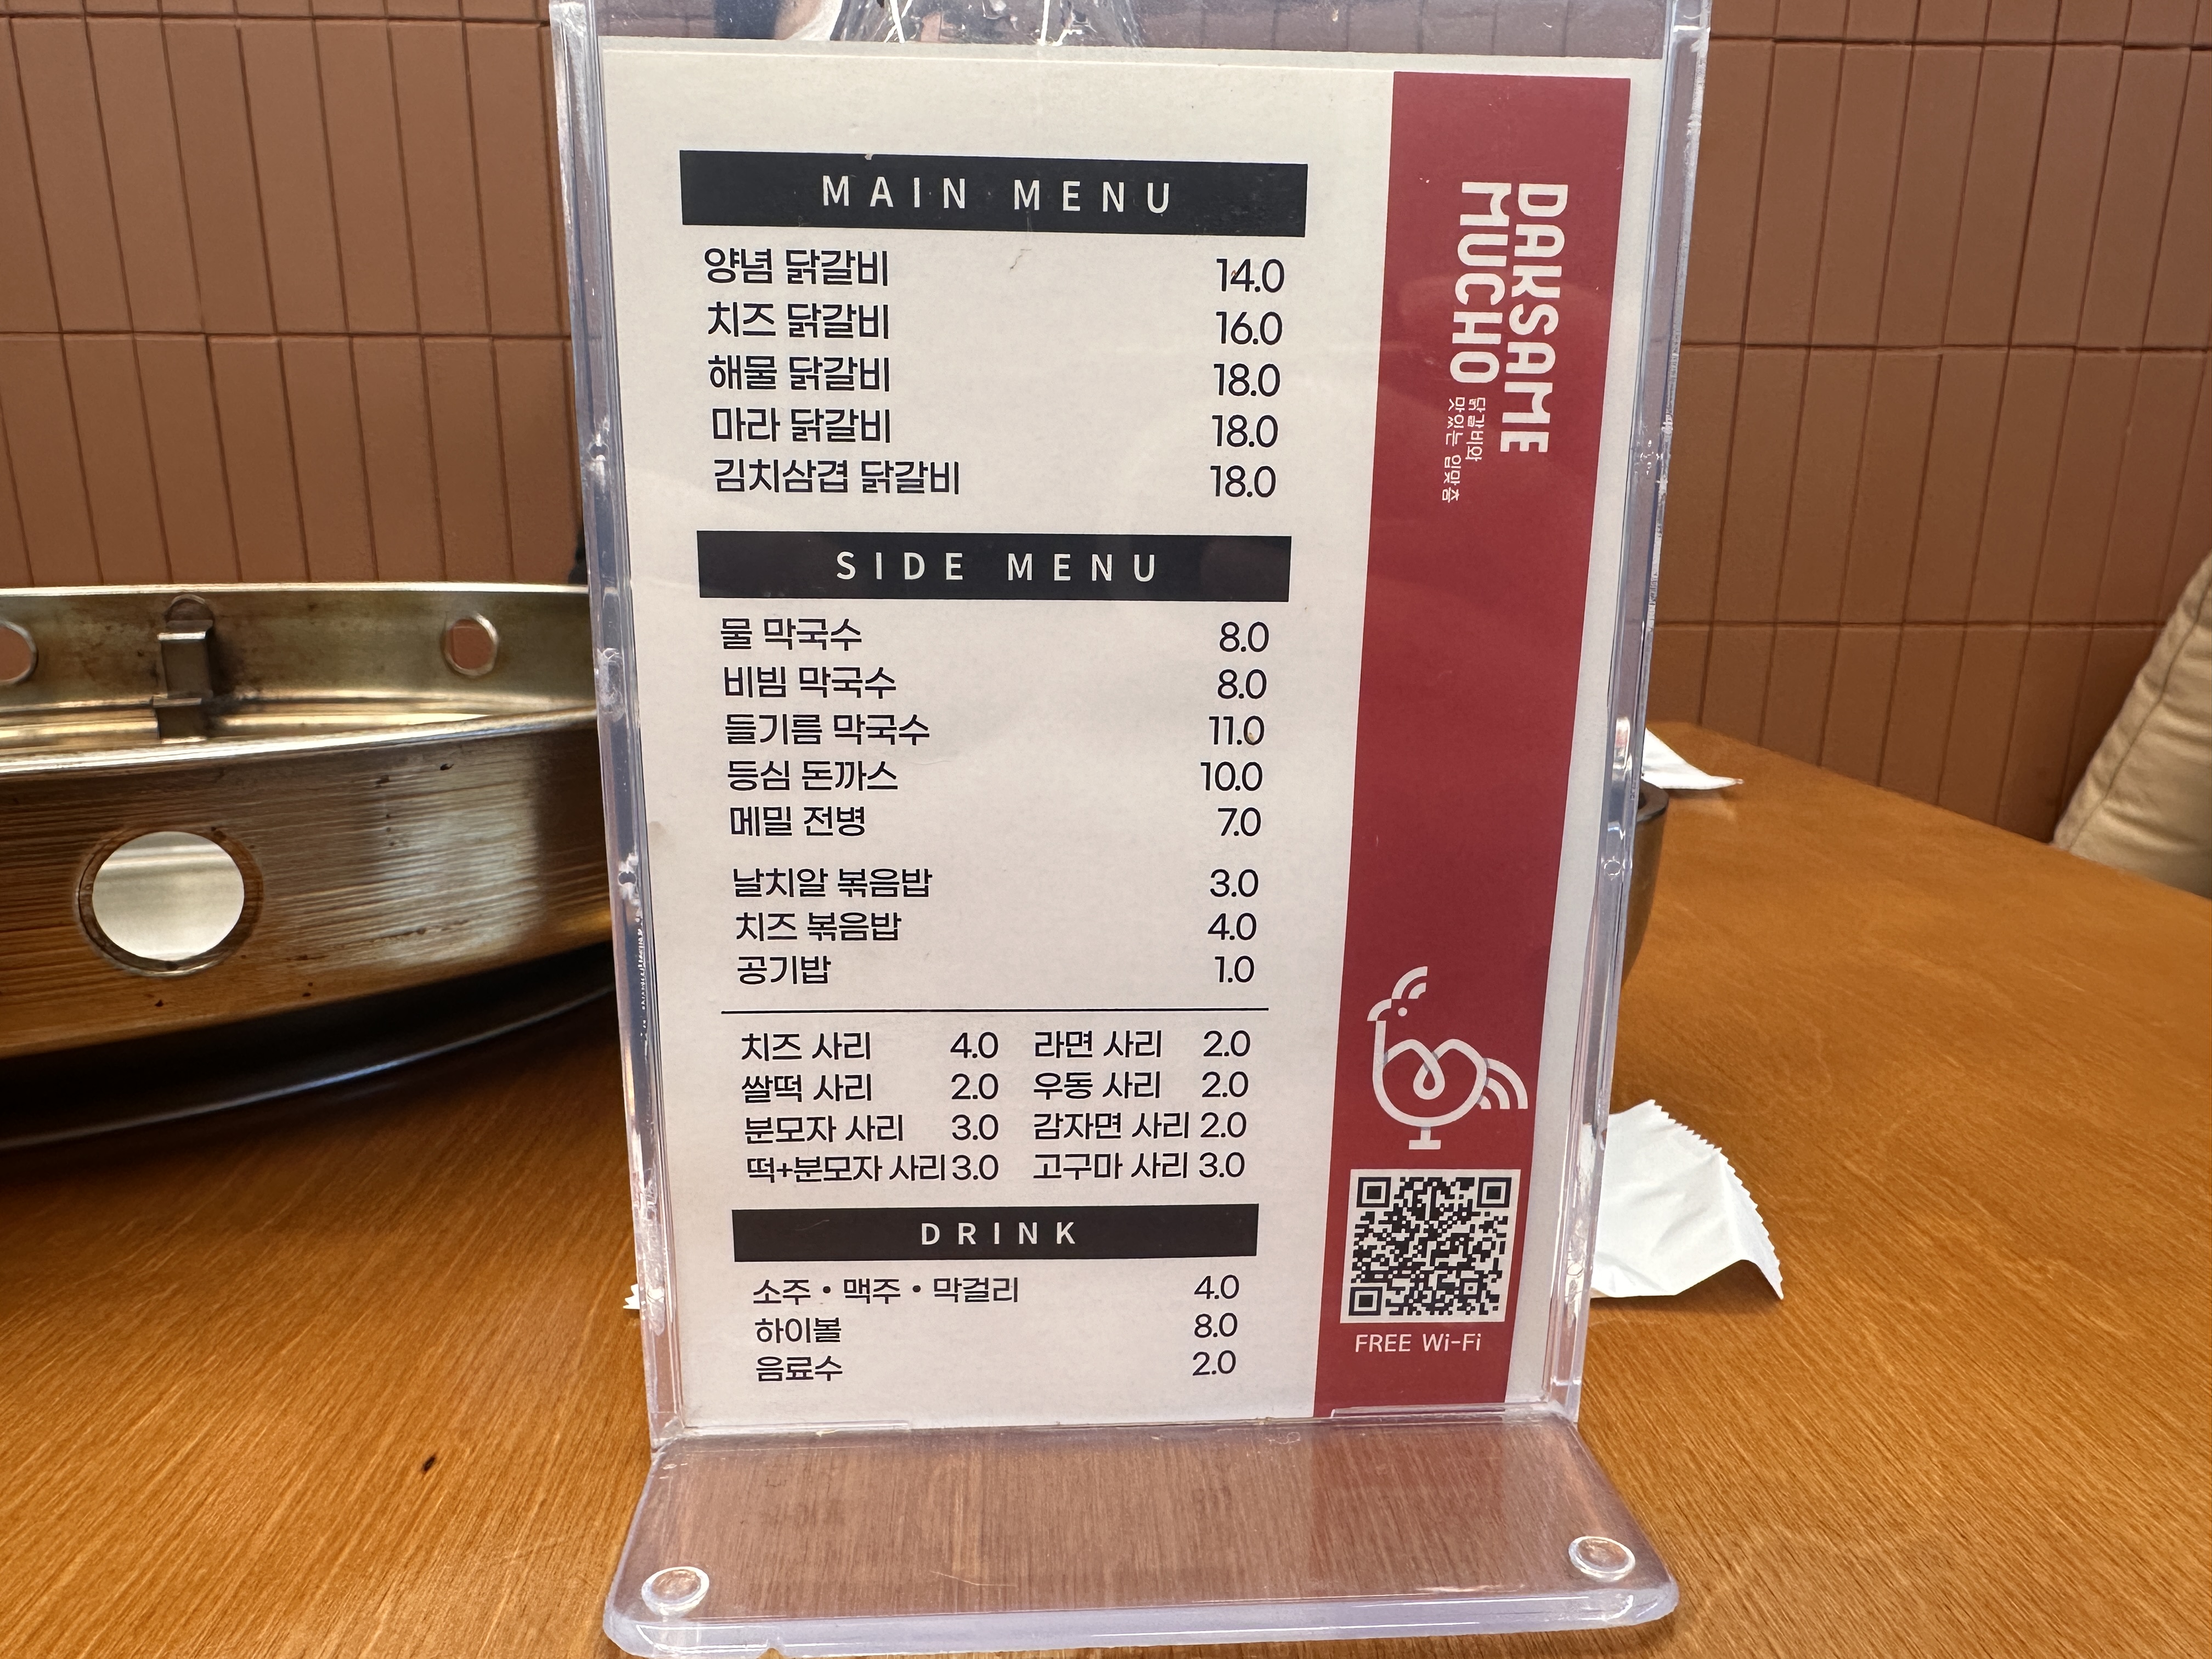 MAIN MENU
양념 닭갈비 14.0
치즈 닭갈비 16.0
해물 닭갈비 18.0
마라 닭갈비 18.0
김치삼겹 닭갈비 18.0
SIDE MENU
물 막국수 8.0
비빔 막국수 8.0
들기름 막국수 11.0
등심 돈까스 10.0
메밀 전병 7.0
날치알 볶음밥 3.0
치즈 볶음밥 4.0
공기밥 1.0
치즈 사리 4.0 라면 사리 2.0
쌀떡 사리 2.0 우동 사리 2.0
분모자 사리 3.0 감자면 사리 2.0
떡+분모자 사리 3.0 고구마 사리 3.0
DRINK
소주 • 맥주 • 막걸리 4.0
하이볼 8.0
음료수 2.0
DAKSAME
MUCHO
닭갈비와
맛있는 입맞춤
FREE Wi-Fi